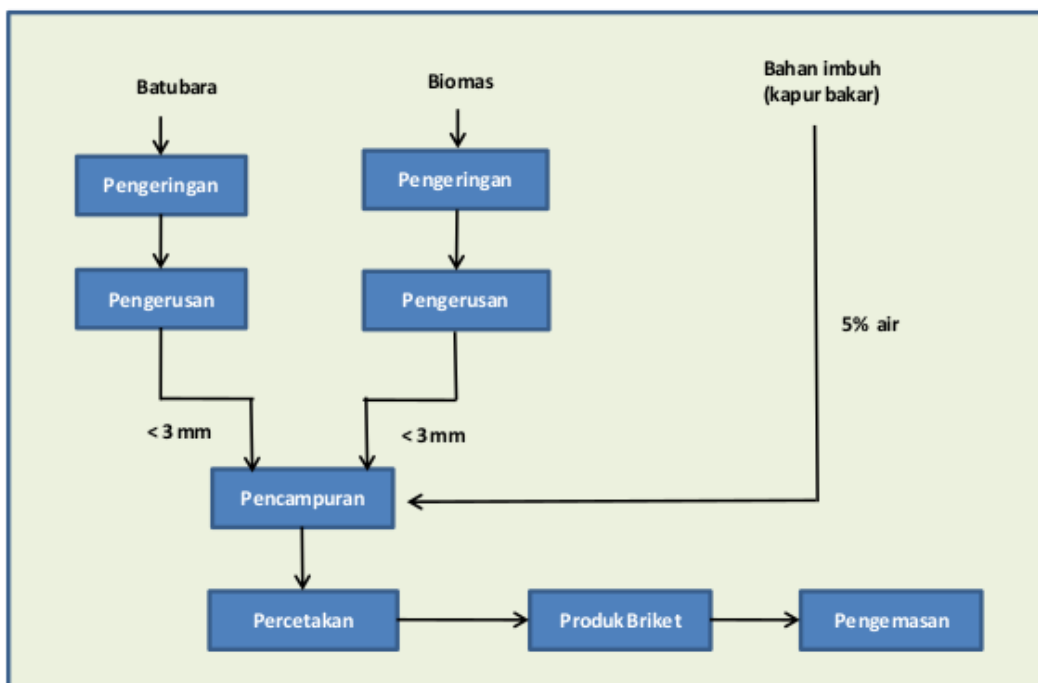 Batubara
Biomas
Bahan imbuh
(kapur bakar)
Pengeringan
Pengeringan
Pengerusan
Pengerusan
5% air
< 3 mm
< 3 mm
Pencampuran
Percetakan
Produk Briket
Pengemasan